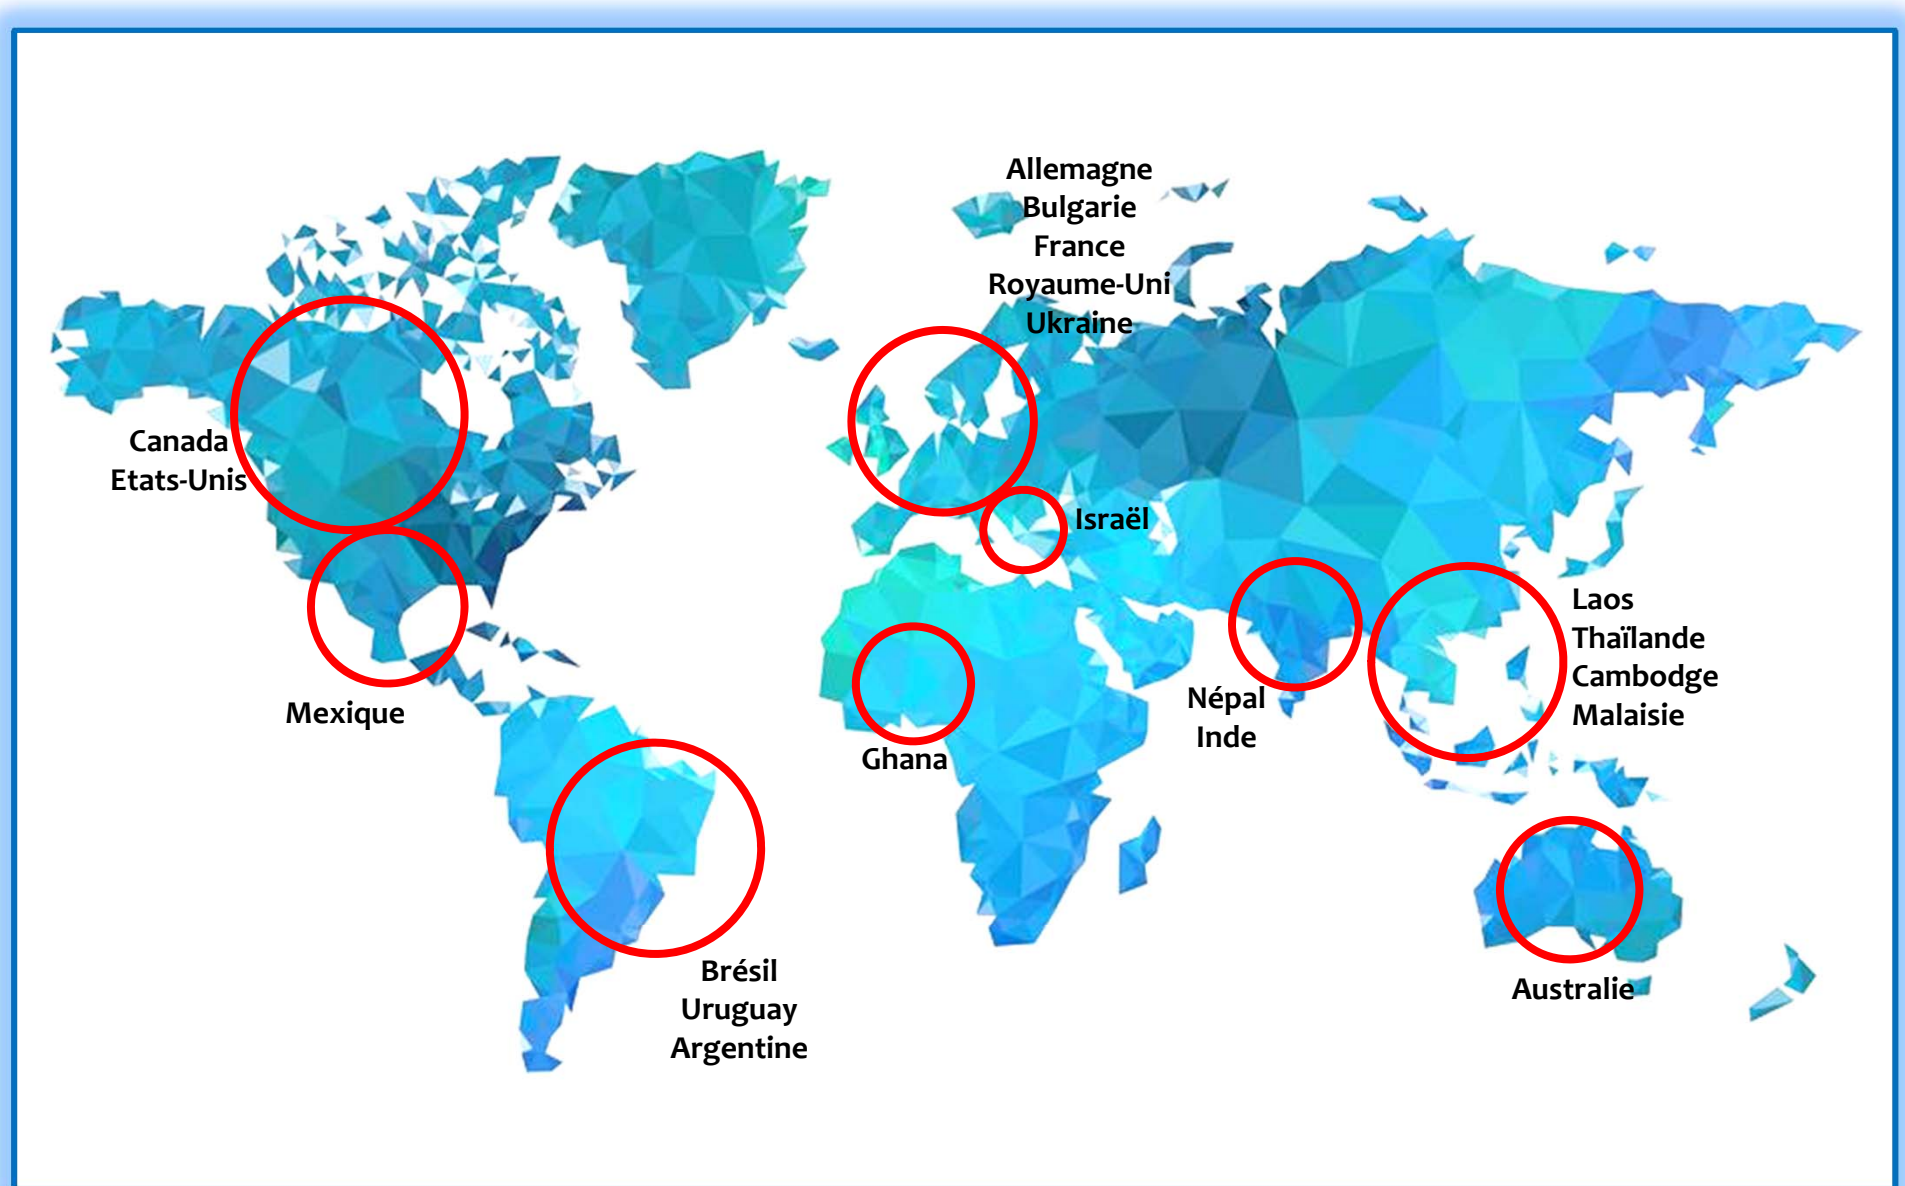 Allemagne
Bulgarie
France
Royaume-Uni
Ukraine
Canada
Etats-Unis
Israël
Laos
Thaïlande
Cambodge
Malaisie
Népal
Inde
Mexique
Ghana
Brésil
Uruguay
Argentine
Australie